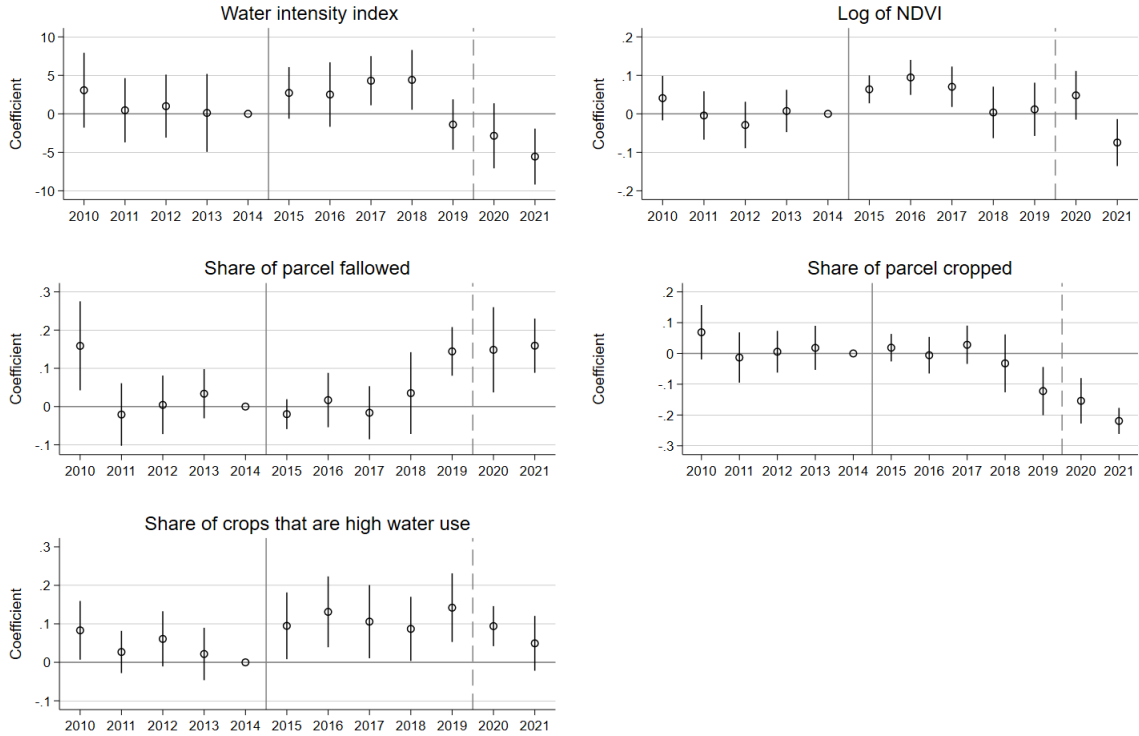 Water intensity index
Coefficient
10
5
0
-5
-10
2010 2011 2012 2013 2014 2015 2016 2017 2018 2019 2020 2021
Log of NDVI
Coefficient
.2
.1
0
-.1
-.2
2010 2011 2012 2013 2014 2015 2016 2017 2018 2019 2020 2021
Share of parcel fallowed
Coefficient
.3
.2
.1
0
-.1
2010 2011 2012 2013 2014 2015 2016 2017 2018 2019 2020 2021
Share of parcel cropped
Coefficient
.2
.1
0
-.1
-.2
-.3
2010 2011 2012 2013 2014 2015 2016 2017 2018 2019 2020 2021
Share of crops that are high water use
Coefficient
.3
.2
.1
0
-.1
2010 2011 2012 2013 2014 2015 2016 2017 2018 2019 2020 2021